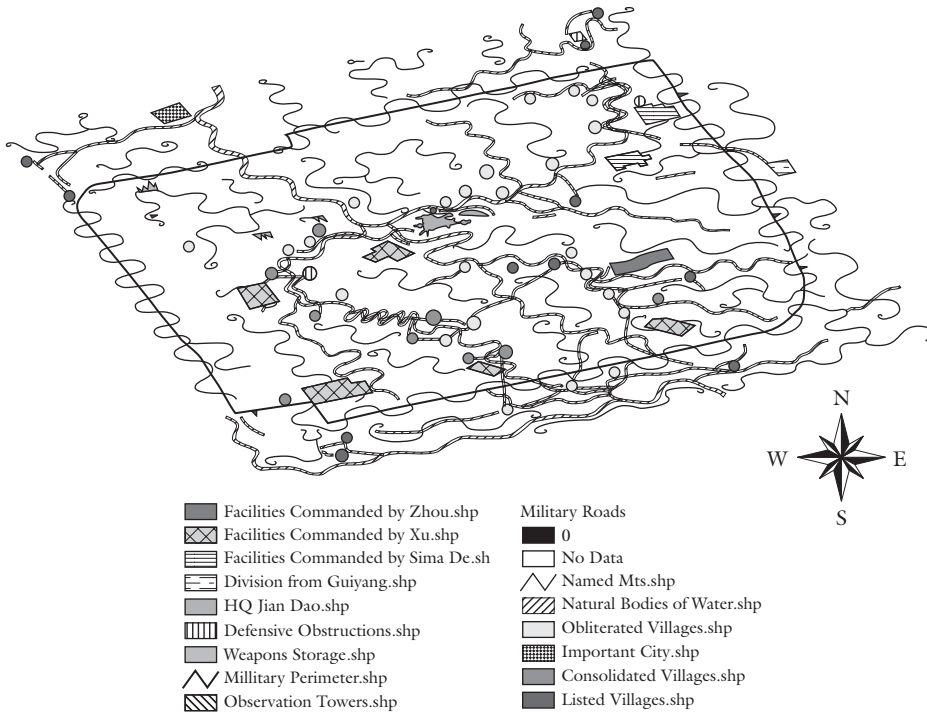 N
W E
S
Facilities Commanded by Zhou.shp
Facilities Commanded by Xu.shp
Facilities Commanded by Sima De.sh
Division from Guiyang.shp
HQ Jian Dao.shp
Defensive Obstructions.shp
Weapons Storage.shp
Millitary Perimeter.shp
Observation Towers.shp
Military Roads
0
No Data
Named Mts.shp
Natural Bodies of Water.shp
Obliterated Villages.shp
Important City.shp
Consolidated Villages.shp
Listed Villages.shp